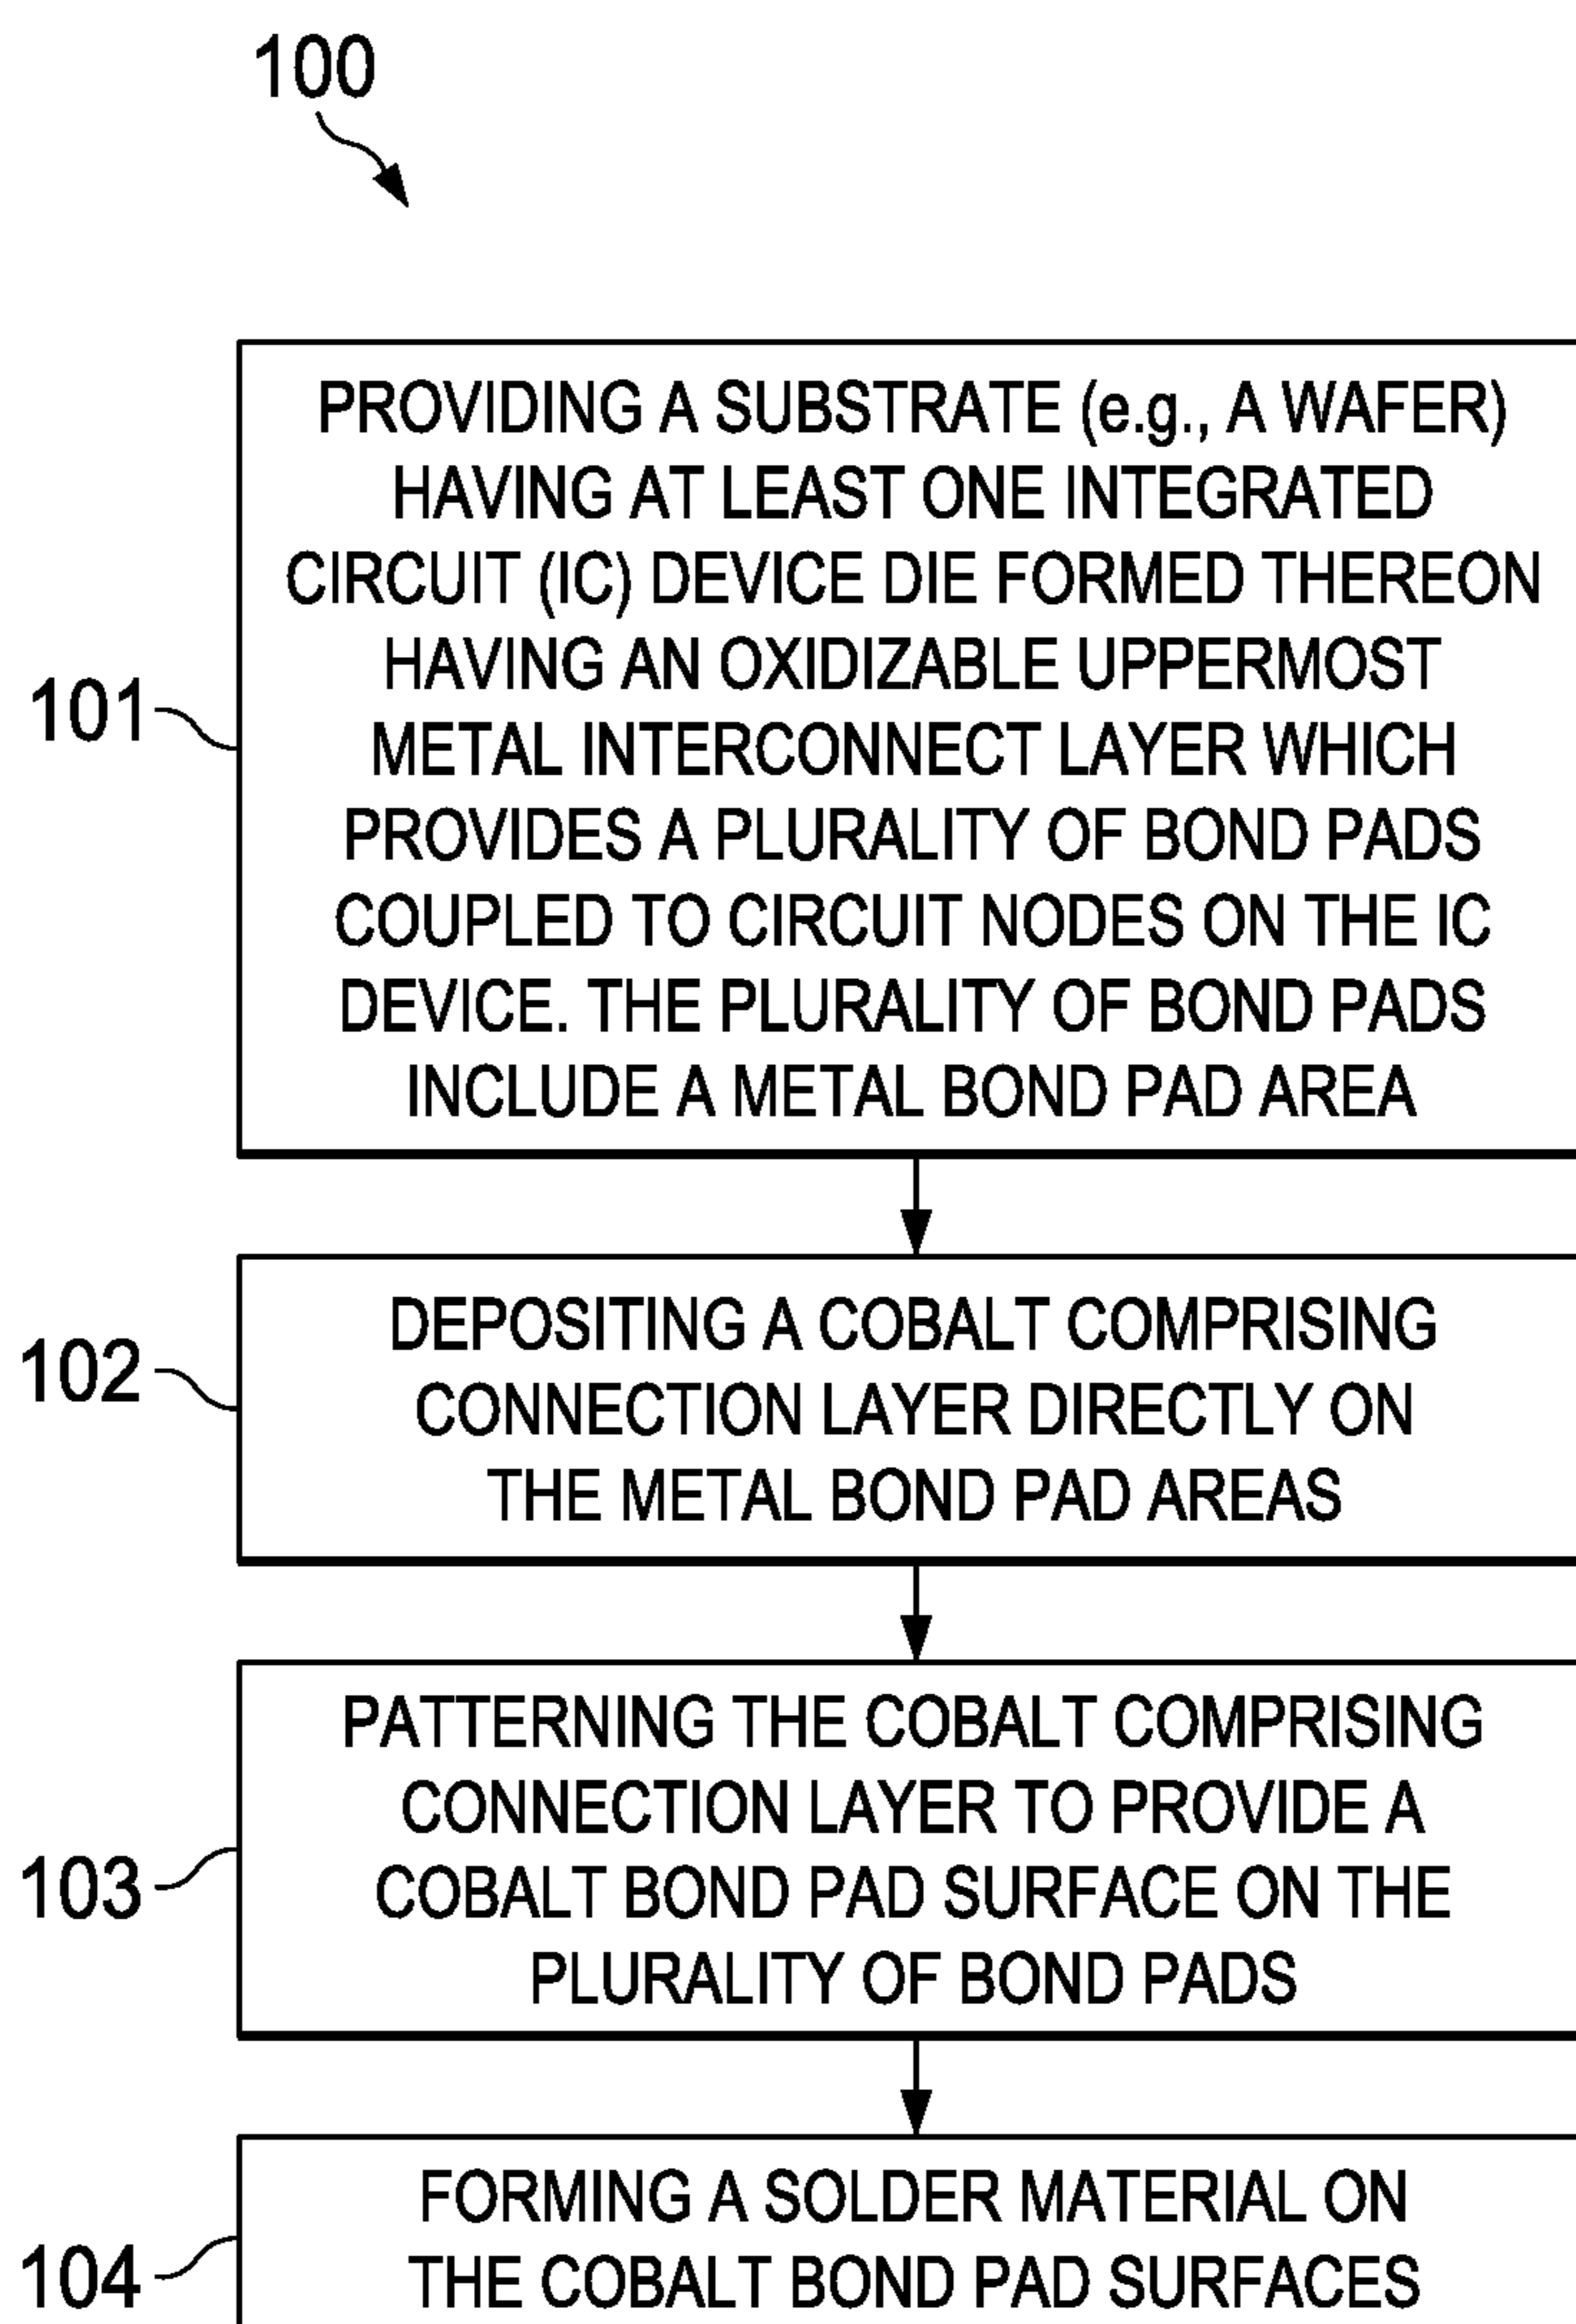 100
101
PROVIDING A SUBSTRATE (e.g., A WAFER)
HAVING AT LEAST ONE INTEGRATED
CIRCUIT (IC) DEVICE DIE FORMED THEREON
HAVING AN OXIDIZABLE UPPERMOST
METAL INTERCONNECT LAYER WHICH
PROVIDES A PLURALITY OF BOND PADS
COUPLED TO CIRCUIT NODES ON THE IC
DEVICE. THE PLURALITY OF BOND PADS
INCLUDE A METAL BOND PAD AREA
102
DEPOSITING A COBALT COMPRISING
CONNECTION LAYER DIRECTLY ON
THE METAL BOND PAD AREAS
103
PATTERNING THE COBALT COMPRISING
CONNECTION LAYER TO PROVIDE A
COBALT BOND PAD SURFACE ON THE
PLURALITY OF BOND PADS
104
FORMING A SOLDER MATERIAL ON
THE COBALT BOND PAD SURFACES